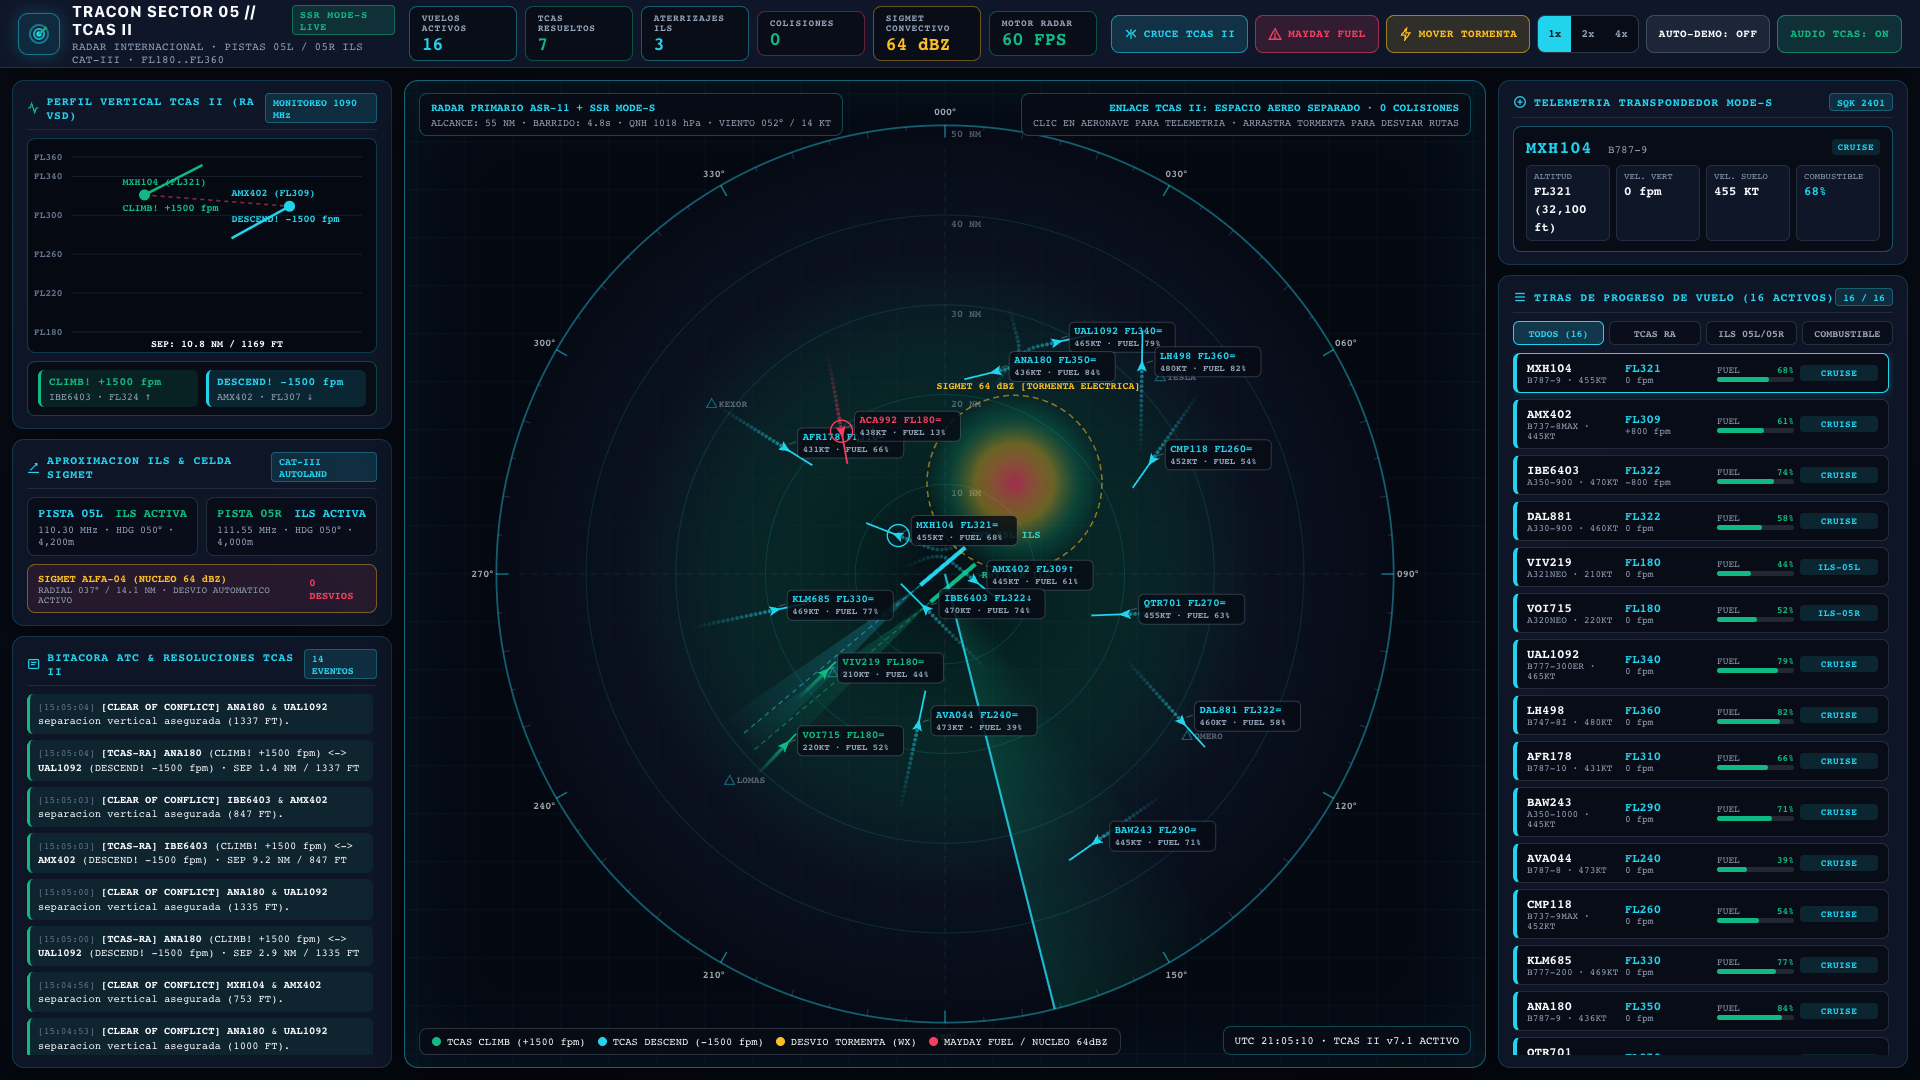 TRACON SECTOR 05 //
TCAS II
SSR MODE-S
LIVE
RADAR INTERNACIONAL · PISTAS 05L / 05R ILS
CAT-III · FL180..FL360
VUELOS
ACTIVOS
16
TCAS
RESUELTOS
7
ATERRIZAJES
ILS
3
COLISIONES
0
SIGMET
CONVECTIVO
64 dBZ
MOTOR RADAR
60 FPS
CRUCE TCAS II
MAYDAY FUEL
MOVER TORMENTA
1x
2x
4x
AUTO-DEMO: OFF
AUDIO TCAS: ON
PERFIL VERTICAL TCAS II (RA
VSD)
MONITOREO 1090
MHz
FL360
FL340
FL300
FL260
FL220
FL180
MXH104 (FL321)
CLIMB! +1500 fpm
AMX402 (FL309)
DESCEND! -1500 fpm
SEP: 10.8 NM / 1169 FT
CLIMB! +1500 fpm
IBE6403 · FL324 ↑
DESCEND! -1500 fpm
AMX402 · FL307 ↓
APROXIMACION ILS & CELDA
SIGMET
CAT-III
AUTOLAND
PISTA 05L ILS ACTIVA
110.30 MHz · HDG 050° ·
4,200m
PISTA 05R ILS ACTIVA
111.55 MHz · HDG 050° ·
4,000m
SIGMET ALFA-04 (NUCLEO 64 dBZ)
RADIAL 037° / 14.1 NM · DESVIO AUTOMATICO
ACTIVO
0
DESVIOS
BITACORA ATC & RESOLUCIONES TCAS
II
14
EVENTOS
[15:05:04] [CLEAR OF CONFLICT] ANA180 & UAL1092
separacion vertical asegurada (1337 FT).
[15:05:04] [TCAS-RA] ANA180 (CLIMB! +1500 fpm) <->
UAL1092 (DESCEND! -1500 fpm) · SEP 1.4 NM / 1337 FT
[15:05:03] [CLEAR OF CONFLICT] IBE6403 & AMX402
separacion vertical asegurada (847 FT).
[15:05:03] [TCAS-RA] IBE6403 (CLIMB! +1500 fpm) <->
AMX402 (DESCEND! -1500 fpm) · SEP 9.2 NM / 847 FT
[15:05:00] [CLEAR OF CONFLICT] ANA180 & UAL1092
separacion vertical asegurada (1335 FT).
[15:05:00] [TCAS-RA] ANA180 (CLIMB! +1500 fpm) <->
UAL1092 (DESCEND! -1500 fpm) · SEP 2.9 NM / 1335 FT
[15:04:56] [CLEAR OF CONFLICT] MXH104 & AMX402
separacion vertical asegurada (753 FT).
[15:04:53] [CLEAR OF CONFLICT] ANA180 & UAL1092
separacion vertical asegurada (1000 FT).
RADAR PRIMARIO ASR-11 + SSR MODE-S
ALCANCE: 55 NM · BARRIDO: 4.8s · QNH 1018 hPa · VIENTO 052° / 14 KT
ENLACE TCAS II: ESPACIO AEREO SEPARADO · 0 COLISIONES
CLIC EN AERONAVE PARA TELEMETRIA · ARRASTRA TORMENTA PARA DESVIAR RUTAS
000°
50 NM
330°
030°
40 NM
30 NM
300°
060°
UAL1092 FL340=
465KT · FUEL 79%
ANA180 FL350=
436KT · FUEL 84%
LH498 FL360=
480KT · FUEL 82%
SIGMET 64 dBZ [TORMENTA ELECTRICA]
KEXOR
20 NM
ACA992 FL180=
438KT · FUEL 13%
AFR178
431KT · FUEL 66%
CMP118 FL260=
452KT · FUEL 54%
10 NM
MXH104 FL321=
455KT · FUEL 68%
ILS
AMX402 FL309↑
445KT · FUEL 61%
270°
090°
IBE6403 FL322↓
470KT · FUEL 74%
KLM685 FL330=
469KT · FUEL 77%
QTR701 FL270=
455KT · FUEL 63%
VIV219 FL180=
210KT · FUEL 44%
AVA044 FL240=
473KT · FUEL 39%
DAL881 FL322=
460KT · FUEL 58%
OMERO
VOI715 FL180=
220KT · FUEL 52%
LOMAS
240°
120°
BAW243 FL290=
445KT · FUEL 71%
210°
150°
TCAS CLIMB (+1500 fpm)
TCAS DESCEND (-1500 fpm)
DESVIO TORMENTA (WX)
MAYDAY FUEL / NUCLEO 64dBZ
UTC 21:05:10 · TCAS II v7.1 ACTIVO
TELEMETRIA TRANSPONDEDOR MODE-S
SQK 2401
MXH104 B787-9
CRUISE
ALTITUD
FL321
(32,100
ft)
VEL. VERT
0 fpm
VEL. SUELO
455 KT
COMBUSTIBLE
68%
TIRAS DE PROGRESO DE VUELO (16 ACTIVOS)
16 / 16
TODOS (16)
TCAS RA
ILS 05L/05R
COMBUSTIBLE
MXH104 FL321 FUEL 68% CRUISE
B787-9 · 455KT 0 fpm
AMX402 FL309 FUEL 61% CRUISE
B737-8MAX · +800 fpm
445KT
IBE6403 FL322 FUEL 74% CRUISE
A350-900 · 470KT -800 fpm
DAL881 FL322 FUEL 58% CRUISE
A330-900 · 460KT 0 fpm
VIV219 FL180 FUEL 44% ILS-05L
A321NEO · 210KT 0 fpm
VOI715 FL180 FUEL 52% ILS-05R
A320NEO · 220KT 0 fpm
UAL1092 FL340 FUEL 79% CRUISE
B777-300ER · 0 fpm
465KT
LH498 FL360 FUEL 82% CRUISE
B747-8I · 480KT 0 fpm
AFR178 FL310 FUEL 66% CRUISE
B787-10 · 431KT 0 fpm
BAW243 FL290 FUEL 71% CRUISE
A350-1000 · 0 fpm
445KT
AVA044 FL240 FUEL 39% CRUISE
B787-8 · 473KT 0 fpm
CMP118 FL260 FUEL 54% CRUISE
B737-9MAX · 0 fpm
452KT
KLM685 FL330 FUEL 77% CRUISE
B777-200 · 469KT 0 fpm
ANA180 FL350 FUEL 84% CRUISE
B787-9 · 436KT 0 fpm
QTR701